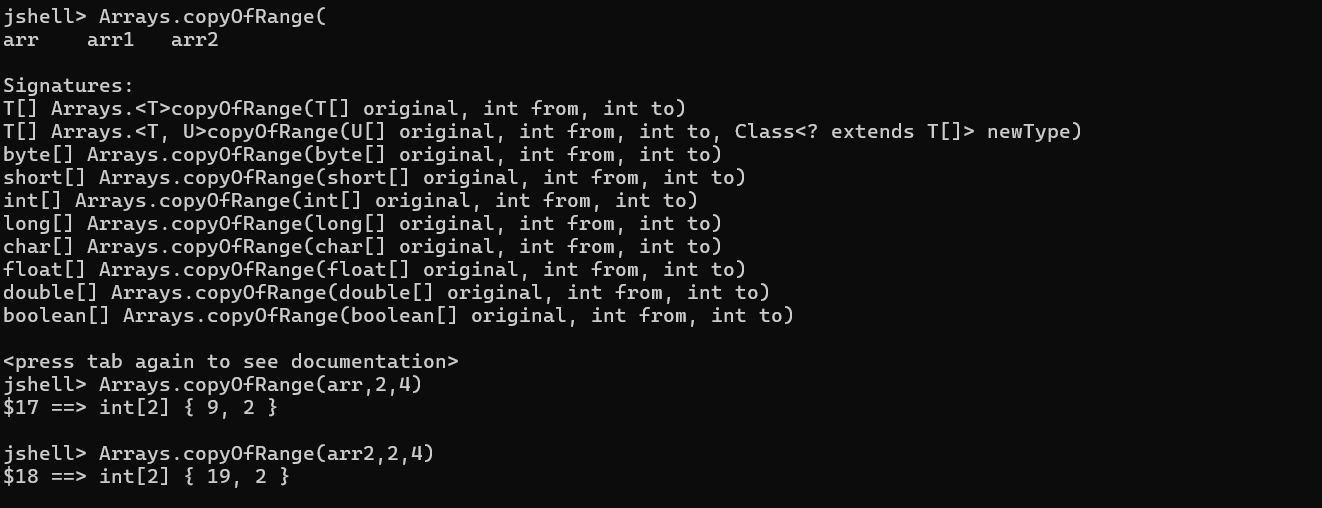 jshell> Arrays.copyOfRange(
arr    arr1   arr2
Signatures:
T[] Arrays.<T>copyOfRange(T[] original, int from, int to)
T[] Arrays.<T, U>copyOfRange(U[] original, int from, int to, Class<? extends T[]> newType)
byte[] Arrays.copyOfRange(byte[] original, int from, int to)
short[] Arrays.copyOfRange(short[] original, int from, int to)
int[] Arrays.copyOfRange(int[] original, int from, int to)
long[] Arrays.copyOfRange(long[] original, int from, int to)
char[] Arrays.copyOfRange(char[] original, int from, int to)
float[] Arrays.copyOfRange(float[] original, int from, int to)
double[] Arrays.copyOfRange(double[] original, int from, int to)
boolean[] Arrays.copyOfRange(boolean[] original, int from, int to)
<press tab again to see documentation>
jshell> Arrays.copyOfRange(arr,2,4)
$17 ==> int[2] { 9, 2 }
jshell> Arrays.copyOfRange(arr2,2,4)
$18 ==> int[2] { 19, 2 }